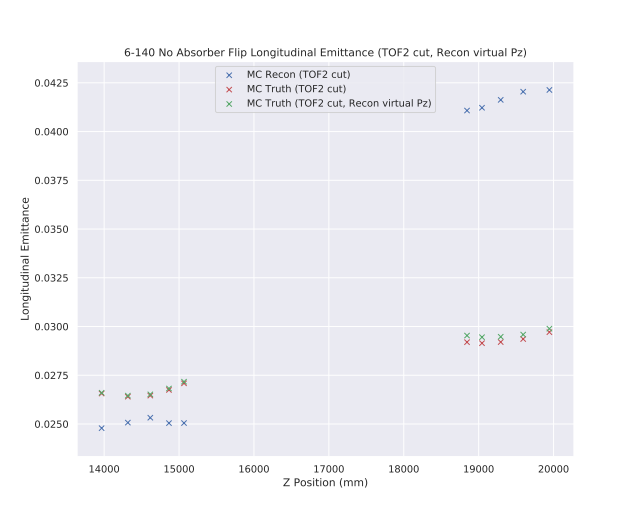 6-140 No Absorber Flip Longitudinal Emittance (TOF2 cut, Recon virtual Pz)
MC Recon (TOF2 cut)
MC Truth (TOF2 cut)
MC Truth (TOF2 cut, Recon virtual Pz)
0.0425
0.0400
0.0375
0.0350
0.0325
0.0300
0.0275
0.0250
Longitudinal Emittance
14000 15000 16000 17000 18000 19000 20000
Z Position (mm)